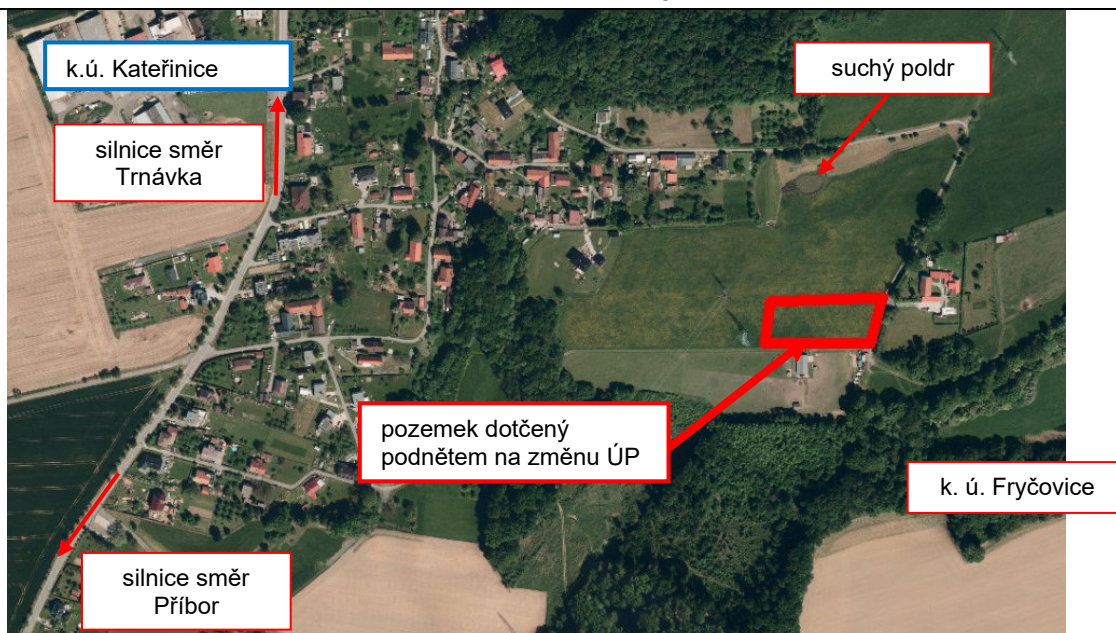 k.ú. Kateřinice
suchý poldr
silnice směr
Trnávka
pozemek dotčený
podnětem na změnu ÚP
k. ú. Fryčovice
silnice směr
Příbor